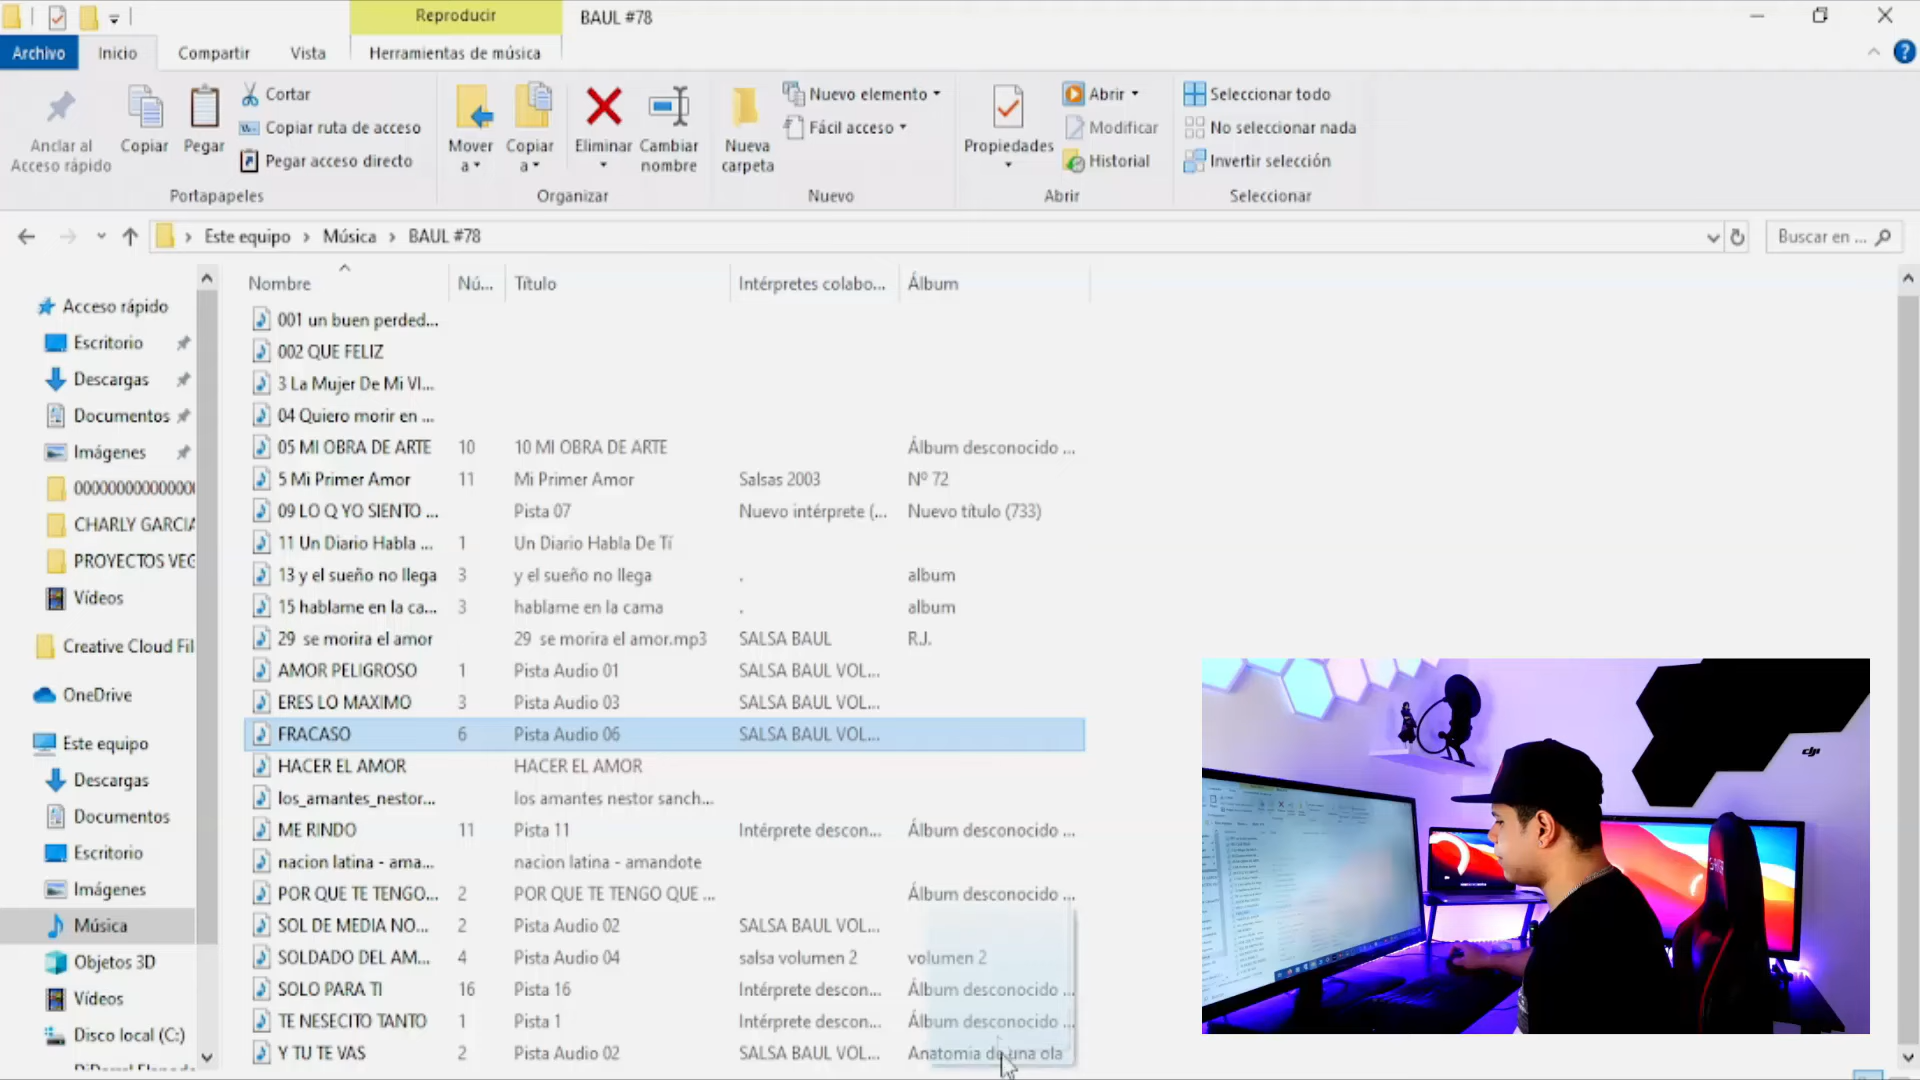 Reproducir
BAUL #78
Archivo
Inicio
Compartir
Vista
Herramientas de música
Anclar al
Acceso rápido
Copiar
Pegar
Cortar
Copiar ruta de acceso
Pegar acceso directo
Portapapeles
Mover
a
Copiar
a
Eliminar
Cambiar
nombre
Organizar
Nueva
carpeta
Nuevo elemento
Fácil acceso
Nuevo
Propiedades
Abrir
Modificar
Historial
Abrir
Seleccionar todo
No seleccionar nada
Invertir selección
Seleccionar
Este equipo › Música › BAUL #78
Buscar en ...
Acceso rápido
Escritorio
Descargas
Documentos
Imágenes
CHARLY GARCIA
PROYECTOS VEG
Vídeos
Creative Cloud Fil
OneDrive
Este equipo
Descargas
Documentos
Escritorio
Imágenes
Música
Objetos 3D
Vídeos
Disco local (C:)
Nombre Nú... Título Intérpretes colabo... Álbum
001 un buen perded...
002 QUE FELIZ
3 La Mujer De Mi VI...
04 Quiero morir en ...
05 MI OBRA DE ARTE 10 10 MI OBRA DE ARTE Álbum desconocido ...
5 Mi Primer Amor 11 Mi Primer Amor Salsas 2003 Nº 72
09 LO Q YO SIENTO ... Pista 07 Nuevo intérprete (... Nuevo título (733)
11 Un Diario Habla ... 1 Un Diario Habla De Tí
13 y el sueño no llega 3 y el sueño no llega . album
15 hablame en la ca... 3 hablame en la cama . album
29 se morira el amor 29 se morira el amor.mp3 SALSA BAUL R.J.
AMOR PELIGROSO 1 Pista Audio 01 SALSA BAUL VOL...
ERES LO MAXIMO 3 Pista Audio 03 SALSA BAUL VOL...
FRACASO 6 Pista Audio 06 SALSA BAUL VOL...
HACER EL AMOR HACER EL AMOR
los_amantes_nestor... los amantes nestor sanch...
ME RINDO 11 Pista 11 Intérprete descon... Álbum desconocido ...
nacion latina - ama... nacion latina - amandote
POR QUE TE TENGO... 2 POR QUE TE TENGO QUE ... Álbum desconocido ...
SOL DE MEDIA NO... 2 Pista Audio 02 SALSA BAUL VOL...
SOLDADO DEL AM... 4 Pista Audio 04 salsa volumen 2 volumen 2
SOLO PARA TI 16 Pista 16 Intérprete descon... Álbum desconocido ...
TE NESECITO TANTO 1 Pista 1 Intérprete descon... Álbum desconocido ...
Y TU TE VAS 2 Pista Audio 02 SALSA BAUL VOL... Anatomía de una ola
dji